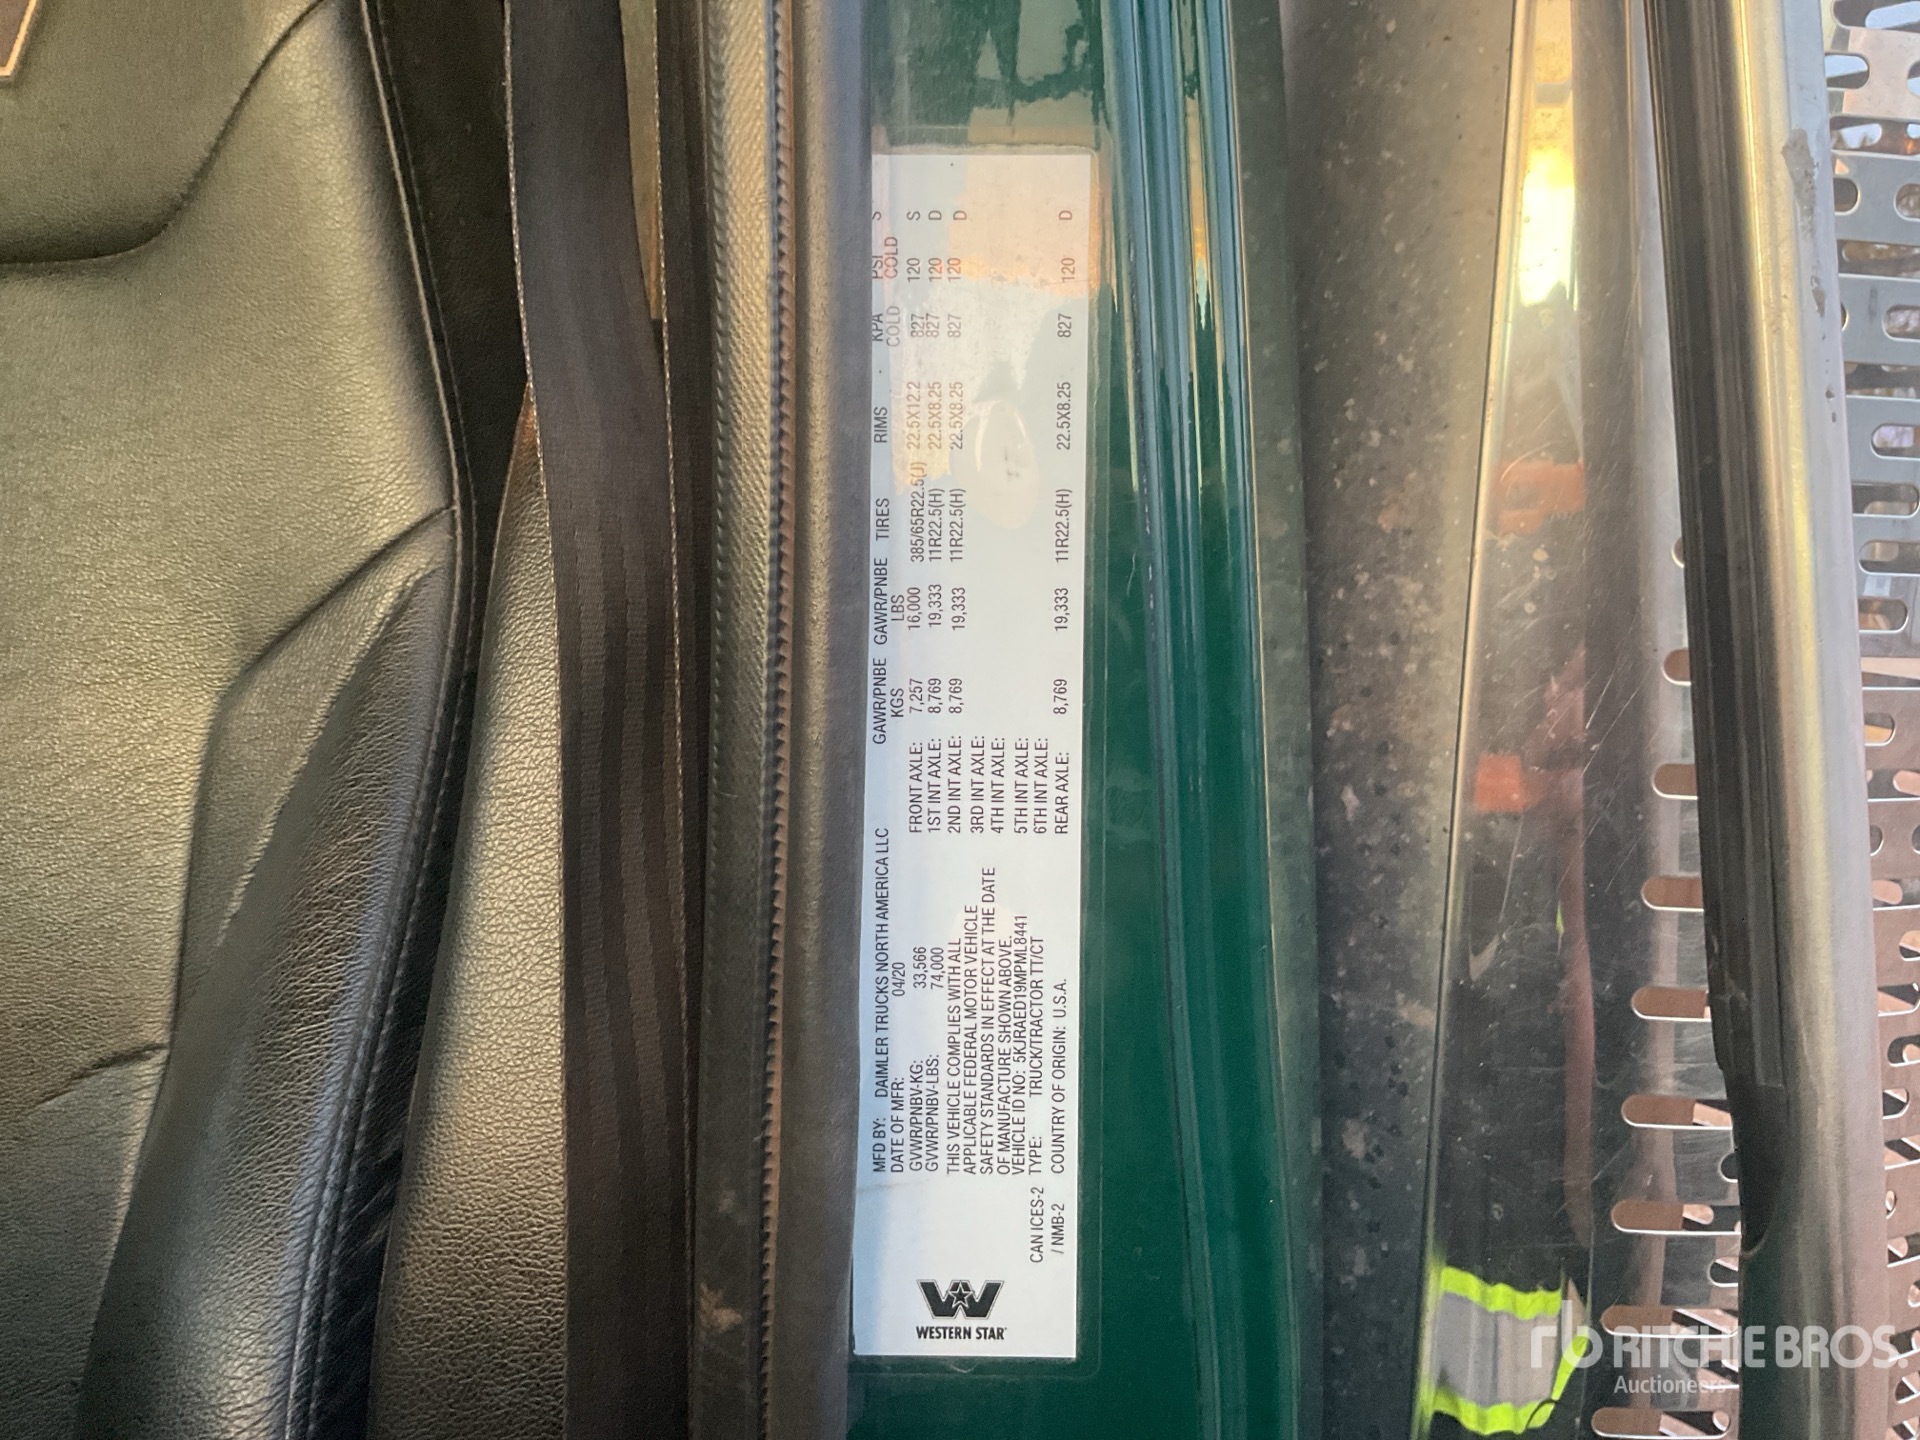 MFD BY: DAIMLER TRUCKS NORTH AMERICA LLC
DATE OF MFR: 04/20
GVWR/PNBV-KG: 33,566
GVWR/PNBV-LBS: 74,000
THIS VEHICLE COMPLIES WITH ALL
APPLICABLE FEDERAL MOTOR VEHICLE
SAFETY STANDARDS IN EFFECT AT THE DATE
OF MANUFACTURE SHOWN ABOVE.
VEHICLE ID NO: 5KJRAED19MPML8441
TYPE: TRUCK/TRACTOR TT/CT
COUNTRY OF ORIGIN: U.S.A.
CAN ICES-2
/ NMB-2
WESTERN STAR
GAWR/PNBE GAWR/PNBE TIRES RIMS KPA PSI S
KGS LBS COLD COLD
FRONT AXLE: 7,257 16,000 385/65R22.5(J) 22.5X12.2 827 120 S
1ST INT AXLE: 8,769 19,333 11R22.5(H) 22.5X8.25 827 120 D
2ND INT AXLE: 8,769 19,333 11R22.5(H) 22.5X8.25 827 120 D
3RD INT AXLE:
4TH INT AXLE:
5TH INT AXLE:
6TH INT AXLE:
REAR AXLE: 8,769 19,333 11R22.5(H) 22.5X8.25 827 120 D
rb RITCHIE BROS.
Auctioneers